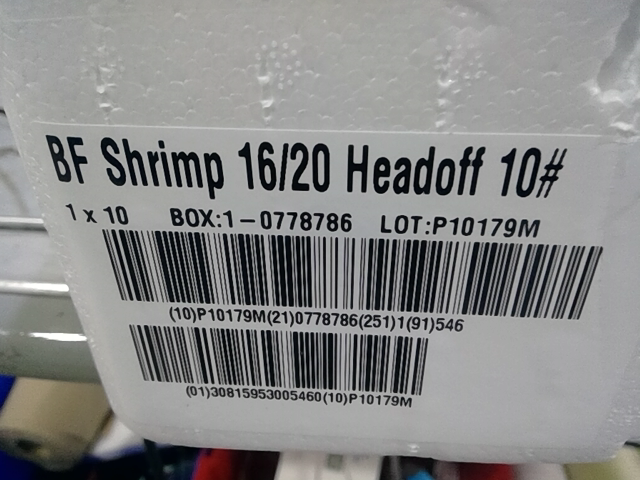 BF Shrimp 16/20 Headoff 10#
1 x 10 BOX:1-0778786 LOT:P10179M
(10)P10179M(21)0778786(251)1(91)546
(01)30815953005460(10)P10179M